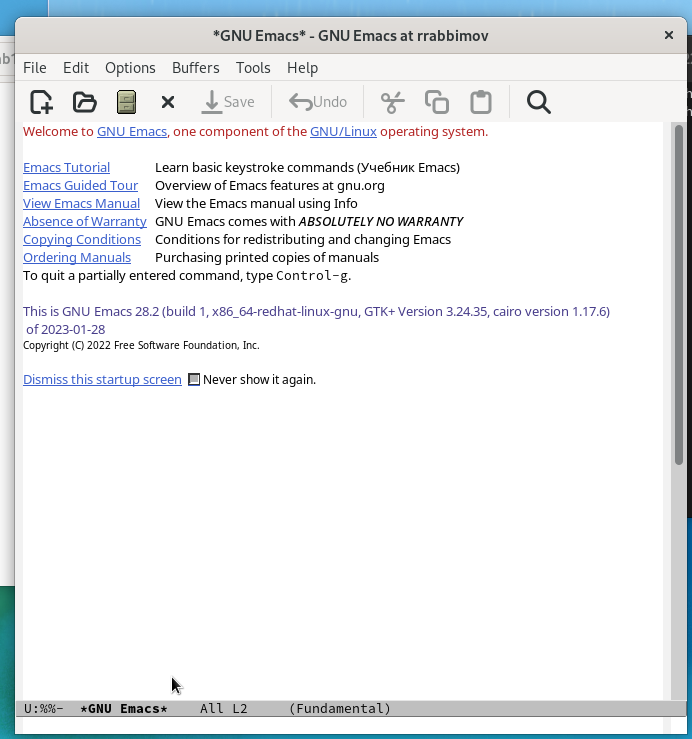 *GNU Emacs* - GNU Emacs at rrabbimov
File Edit Options Buffers Tools Help
Save Undo
Welcome to GNU Emacs, one component of the GNU/Linux operating system.
Emacs Tutorial Learn basic keystroke commands (Учебник Emacs)
Emacs Guided Tour Overview of Emacs features at gnu.org
View Emacs Manual View the Emacs manual using Info
Absence of Warranty GNU Emacs comes with ABSOLUTELY NO WARRANTY
Copying Conditions Conditions for redistributing and changing Emacs
Ordering Manuals Purchasing printed copies of manuals
To quit a partially entered command, type Control-g.
This is GNU Emacs 28.2 (build 1, x86_64-redhat-linux-gnu, GTK+ Version 3.24.35, cairo version 1.17.6)
of 2023-01-28
Copyright (C) 2022 Free Software Foundation, Inc.
Dismiss this startup screen Never show it again.
U:%%- *GNU Emacs* All L2 (Fundamental)